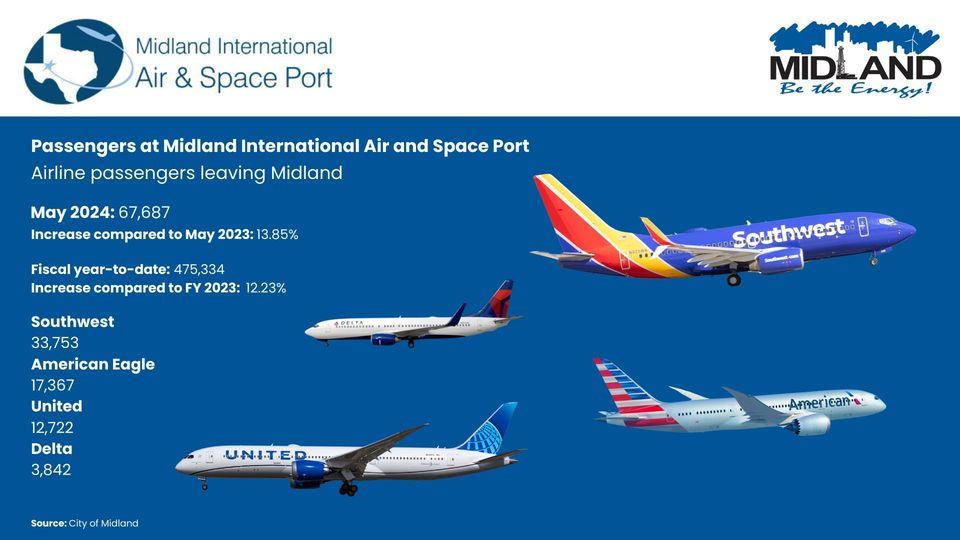 Midland International
Air & Space Port
MIDLAND
Be the Energy!
Passengers at Midland International Air and Space Port
Airline passengers leaving Midland
May 2024: 67,687
Increase compared to May 2023: 13.85%
Fiscal year-to-date: 475,334
Increase compared to FY 2023: 12.23%
Southwest
33,753
American Eagle
17,367
United
12,722
Delta
3,842
Southwest
Southwest.com
DELTA
American
UNITED
Source: City of Midland